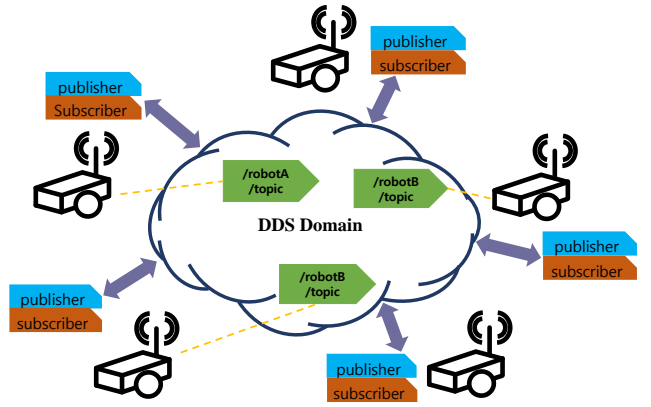 publisher
subscriber
publisher
Subscriber
/robotA
/topic
/robotB
/topic
DDS Domain
publisher
subscriber
/robotB
/topic
publisher
subscriber
publisher
subscriber